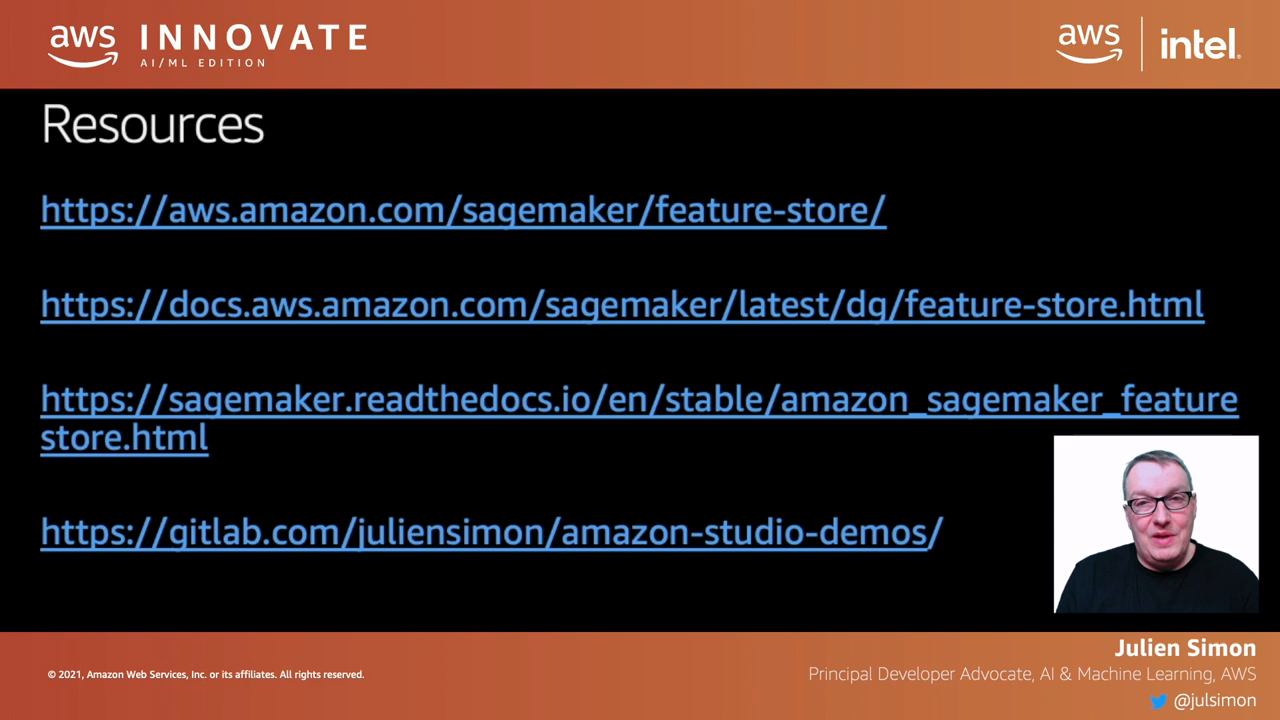 aws INNOVATE
AI/ML EDITION
aws intel.
Resources
https://aws.amazon.com/sagemaker/feature-store/
https://docs.aws.amazon.com/sagemaker/latest/dg/feature-store.html
https://sagemaker.readthedocs.io/en/stable/amazon_sagemaker_feature
store.html
https://gitlab.com/juliensimon/amazon-studio-demos/
© 2021, Amazon Web Services, Inc. or its affiliates. All rights reserved.
Julien Simon
Principal Developer Advocate, AI & Machine Learning, AWS
@julsimon